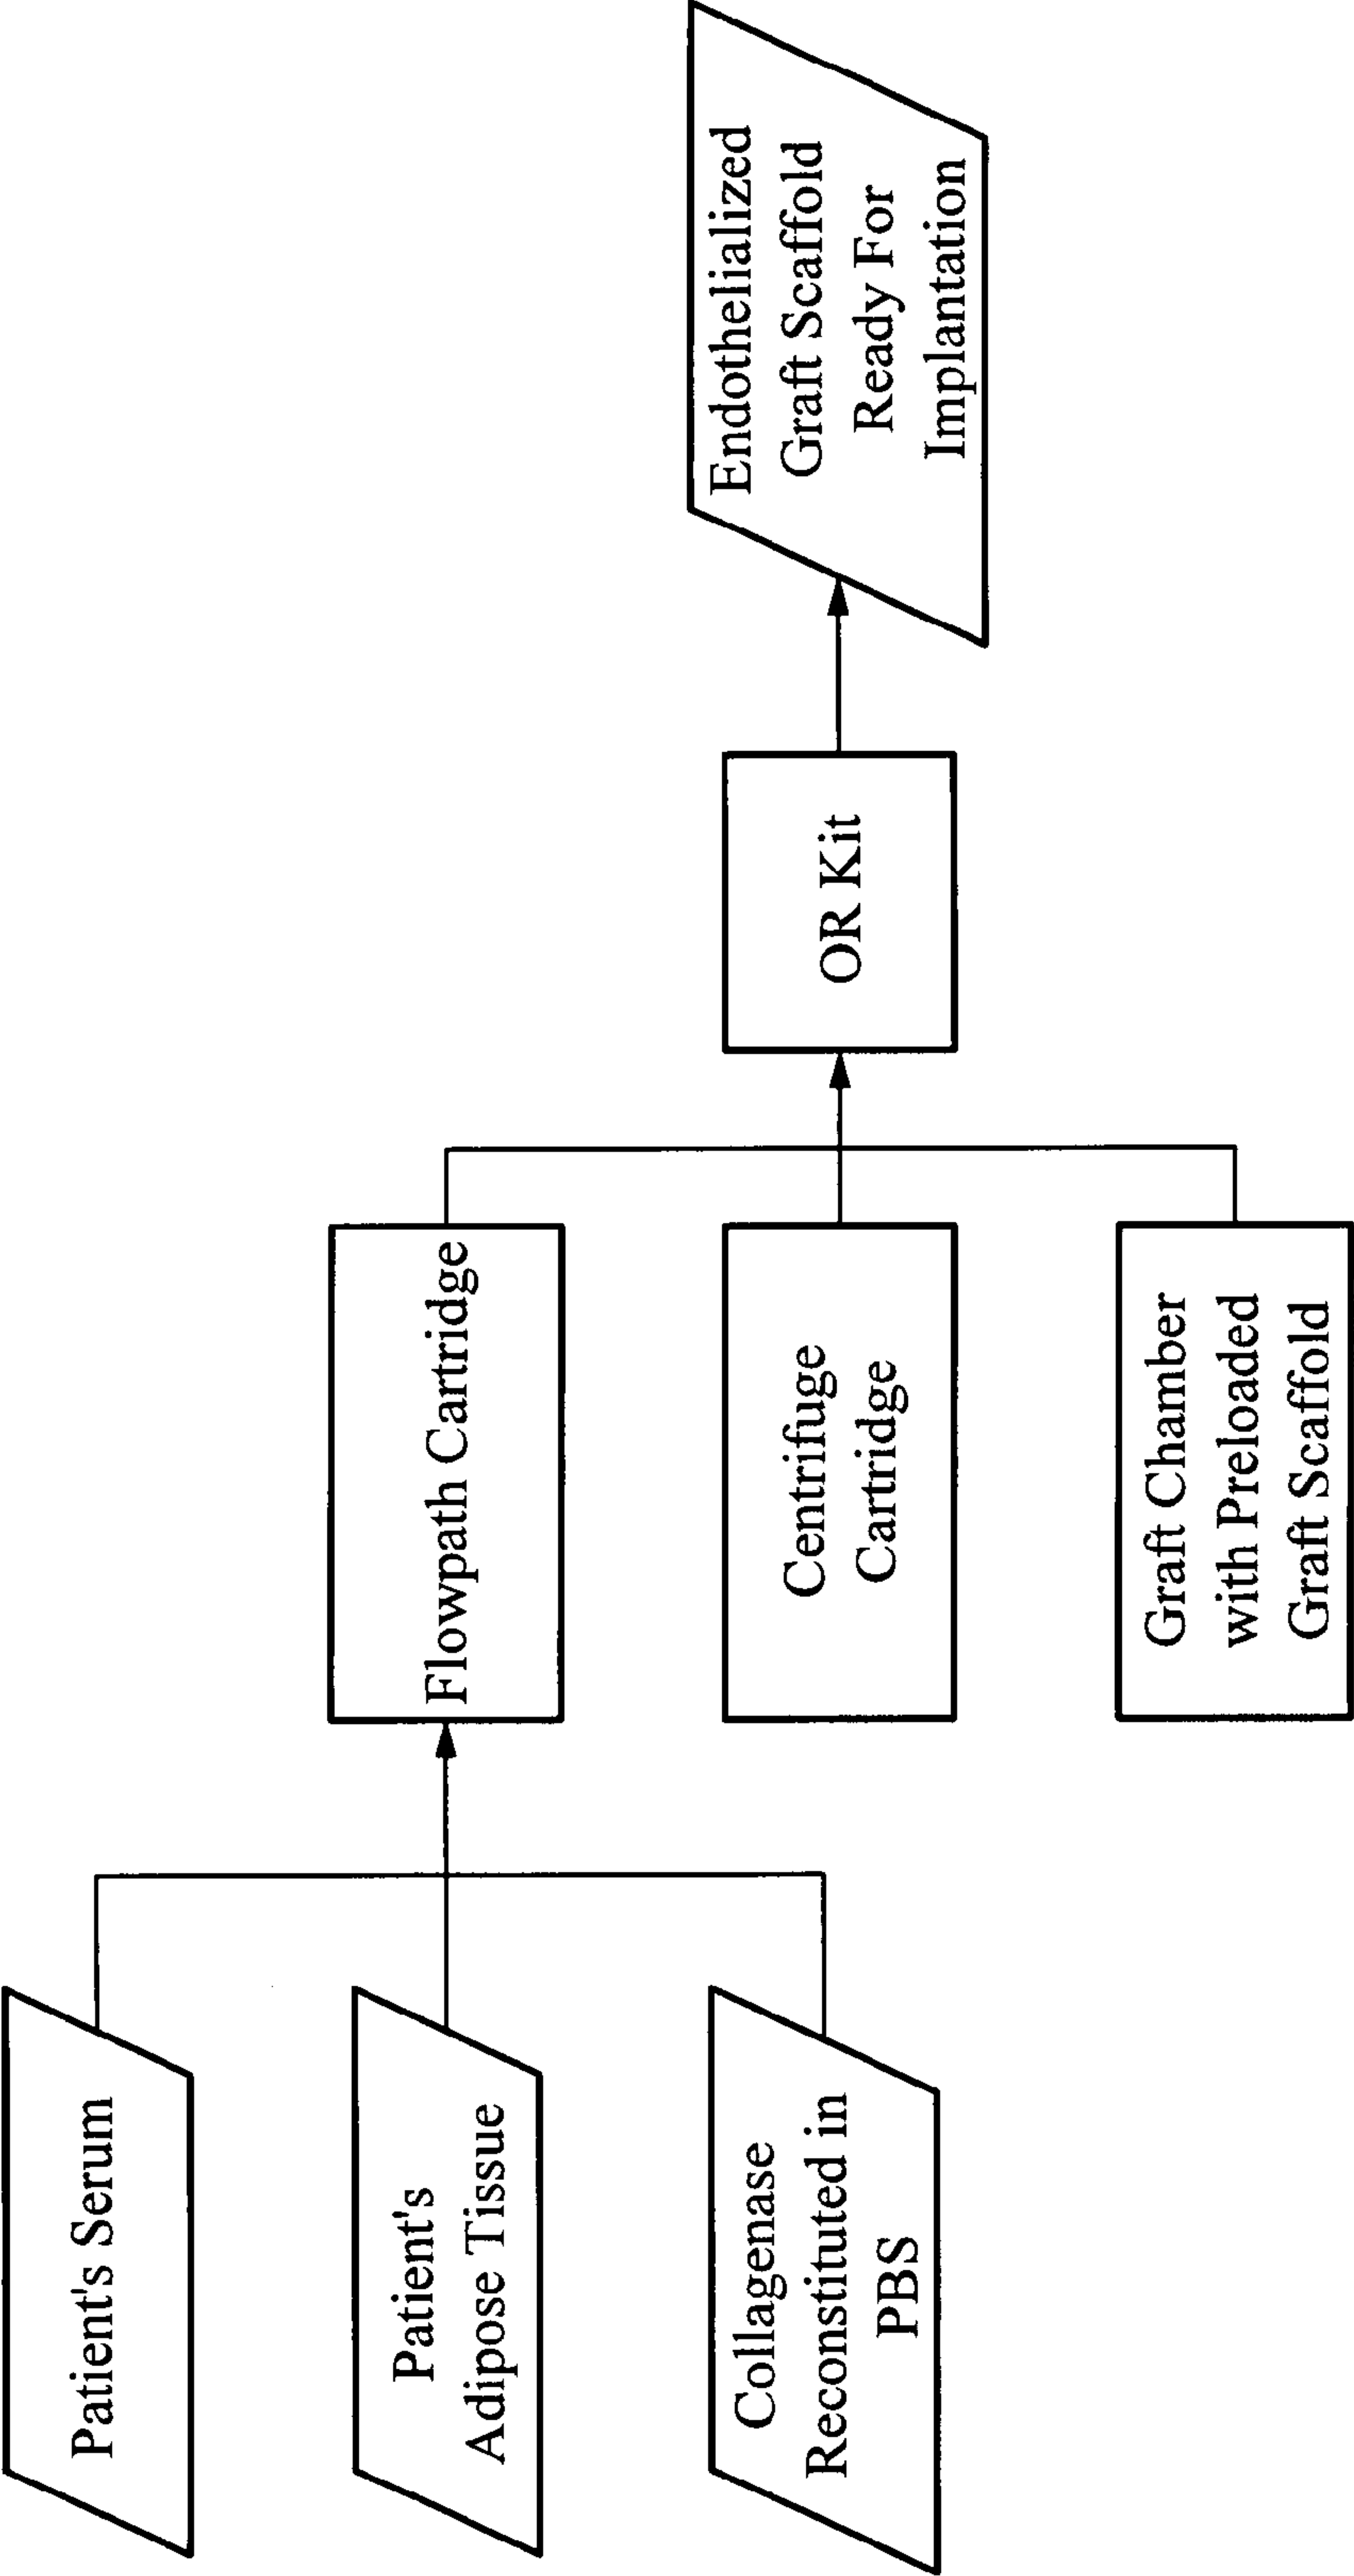 Patient's Serum
Patient's
Adipose Tissue
Collagenase
Reconstituted in
PBS
Flowpath Cartridge
Centrifuge
Cartridge
Graft Chamber
with Preloaded
Graft Scaffold
OR Kit
Endothelialized
Graft Scaffold
Ready For
Implantation